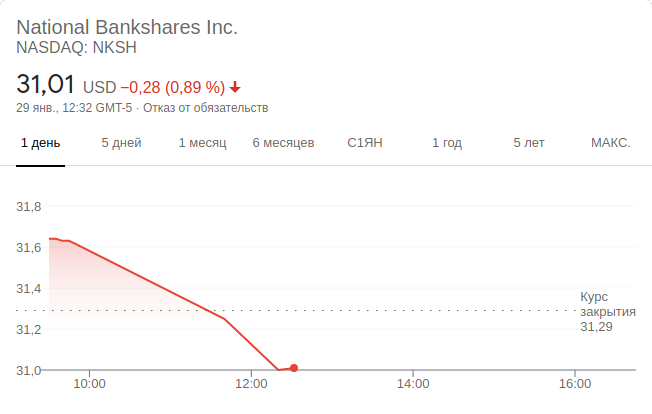 National Bankshares Inc.
NASDAQ: NKSH
31,01 USD −0,28 (0,89 %)
29 янв., 12:32 GMT-5 · Отказ от обязательств
1 день 5 дней 1 месяц 6 месяцев С1ЯН 1 год 5 лет МАКС.
31,8
31,6
31,4
Курс
закрытия
31,29
31,2
31,0
10:00 12:00 14:00 16:00